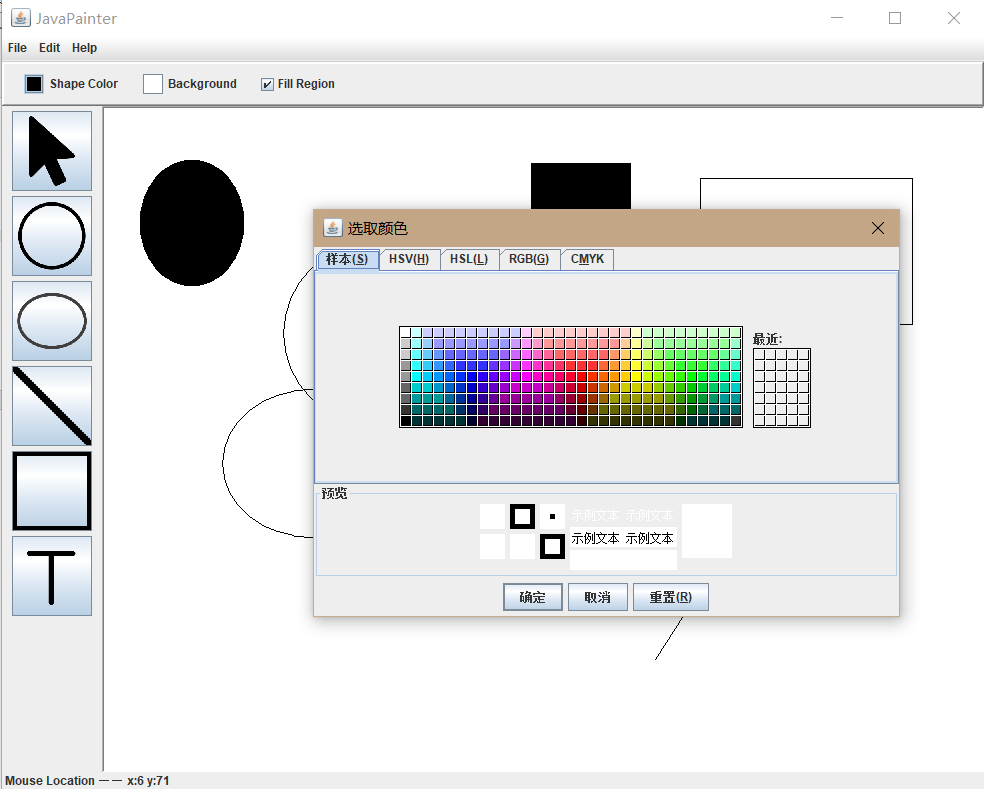 JavaPainter
File Edit Help
Shape Color Background Fill Region
选取颜色
样本(S) HSV(H) HSL(L) RGB(G) CMYK
最近:
预览
示例文本 示例文本
示例文本 示例文本
确定 取消 重置(R)
T
Mouse Location — — x:6 y:71